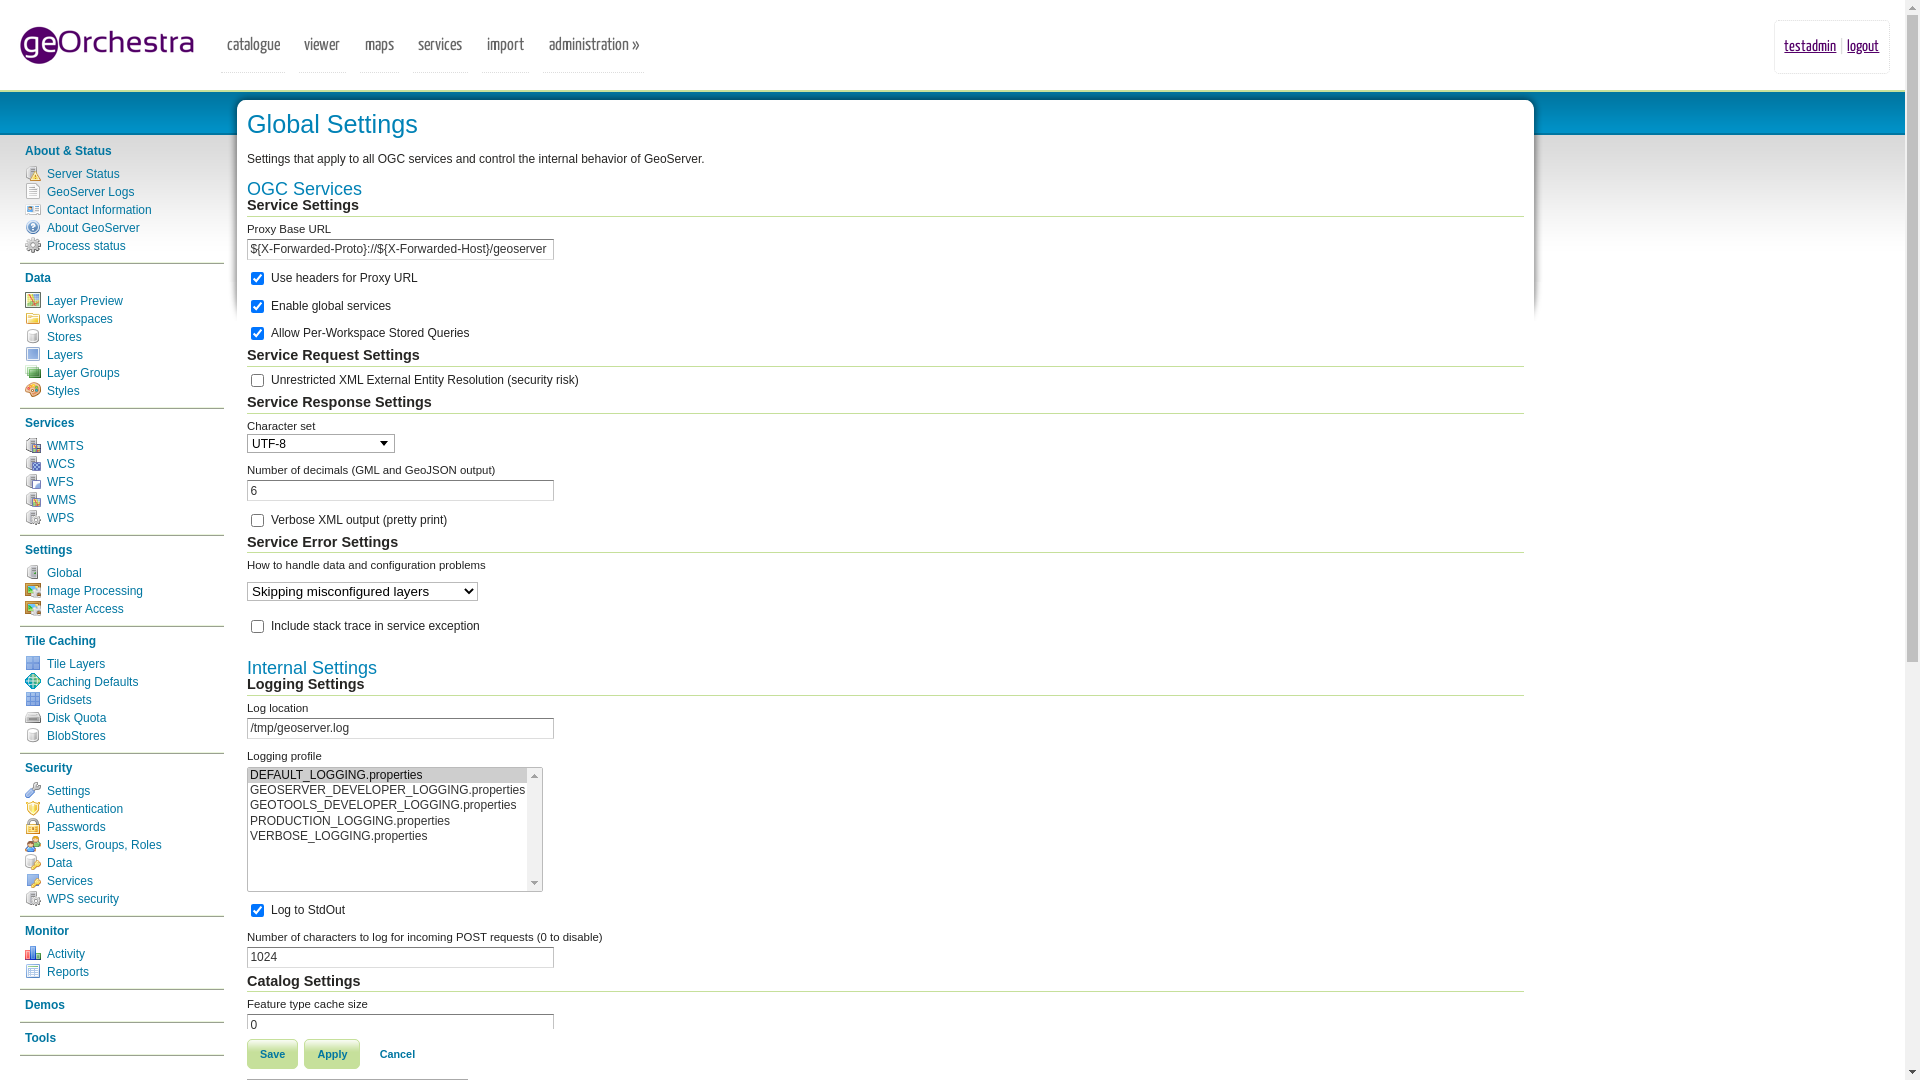 geOrchestra
catalogue viewer maps services import administration »
testadmin | logout
About & Status
Server Status
GeoServer Logs
Contact Information
About GeoServer
Process status
Data
Layer Preview
Workspaces
Stores
Layers
Layer Groups
Styles
Services
WMTS
WCS
WFS
WMS
WPS
Settings
Global
Image Processing
Raster Access
Tile Caching
Tile Layers
Caching Defaults
Gridsets
Disk Quota
BlobStores
Security
Settings
Authentication
Passwords
Users, Groups, Roles
Data
Services
WPS security
Monitor
Activity
Reports
Demos
Tools
Global Settings
Settings that apply to all OGC services and control the internal behavior of GeoServer.
OGC Services
Service Settings
Proxy Base URL
${X-Forwarded-Proto}://${X-Forwarded-Host}/geoserver
Use headers for Proxy URL
Enable global services
Allow Per-Workspace Stored Queries
Service Request Settings
Unrestricted XML External Entity Resolution (security risk)
Service Response Settings
Character set
UTF-8
Number of decimals (GML and GeoJSON output)
6
Verbose XML output (pretty print)
Service Error Settings
How to handle data and configuration problems
Skipping misconfigured layers
Include stack trace in service exception
Internal Settings
Logging Settings
Log location
/tmp/geoserver.log
Logging profile
DEFAULT_LOGGING.properties
GEOSERVER_DEVELOPER_LOGGING.properties
GEOTOOLS_DEVELOPER_LOGGING.properties
PRODUCTION_LOGGING.properties
VERBOSE_LOGGING.properties
Log to StdOut
Number of characters to log for incoming POST requests (0 to disable)
1024
Catalog Settings
Feature type cache size
0
Save Apply Cancel